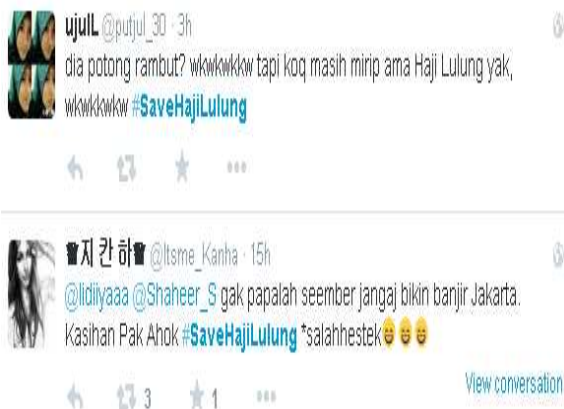 ujulL @putjul_30 · 3h
dia potong rambut? wkwkwkkw tapi koq masih mirip ama Haji Lulung yak,
wkwkkwkw #SaveHajiLulung
♛지 칸 하♛ @Itsme_Kanha · 15h
@lidiiyaaa @Shaheer_S gak papalah seember jangaj bikin banjir Jakarta.
Kasihan Pak Ahok #SaveHajiLulung *salahhestek😄 😄 😄
3 1
View conversation